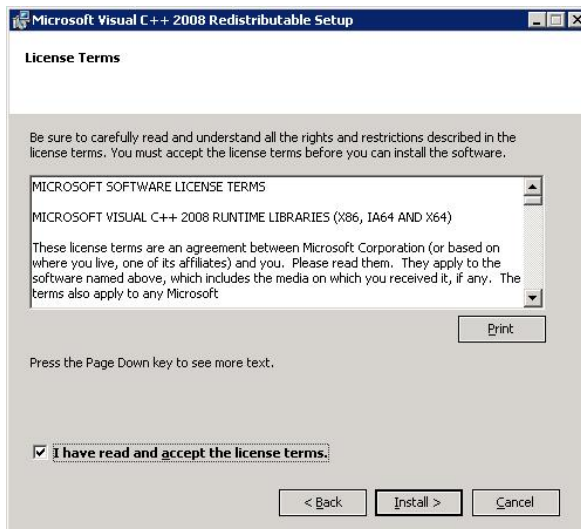 Microsoft Visual C++ 2008 Redistributable Setup
License Terms
Be sure to carefully read and understand all the rights and restrictions described in the
license terms. You must accept the license terms before you can install the software.
MICROSOFT SOFTWARE LICENSE TERMS
MICROSOFT VISUAL C++ 2008 RUNTIME LIBRARIES (X86, IA64 AND X64)
These license terms are an agreement between Microsoft Corporation (or based on
where you live, one of its affiliates) and you.  Please read them.  They apply to the
software named above, which includes the media on which you received it, if any.  The
terms also apply to any Microsoft
Print
Press the Page Down key to see more text.
I have read and accept the license terms.
< Back
Install >
Cancel